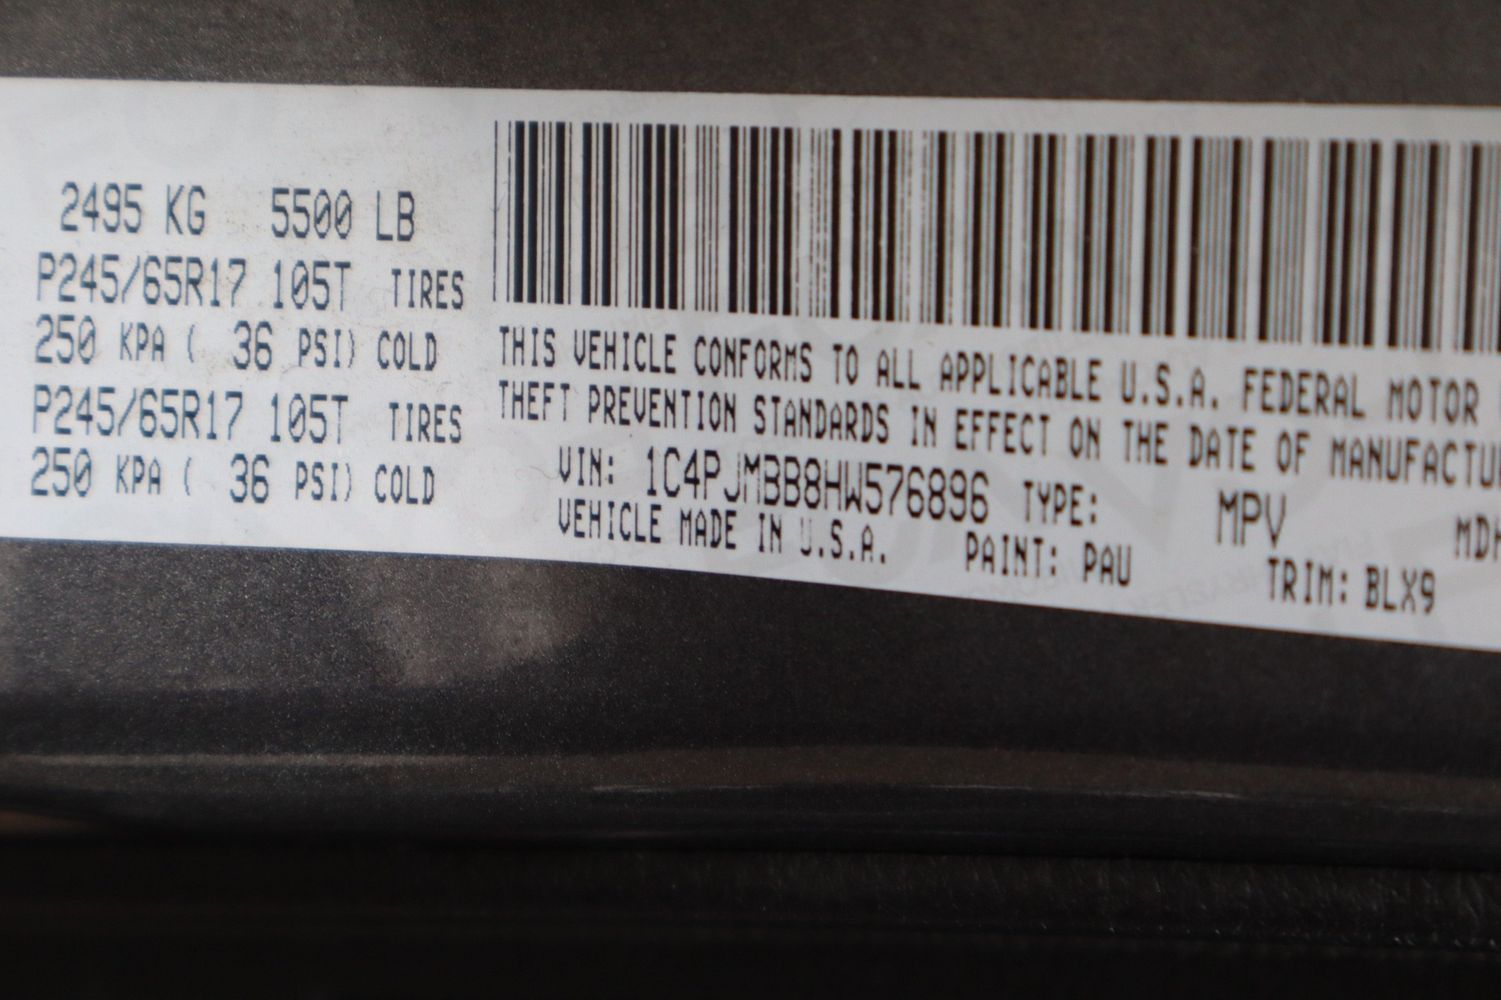 2495 KG 5500 LB
P245/65R17 105T TIRES
250 KPA ( 36 PSI) COLD
P245/65R17 105T TIRES
250 KPA ( 36 PSI) COLD
THIS VEHICLE CONFORMS TO ALL APPLICABLE U.S.A. FEDERAL MOTOR
THEFT PREVENTION STANDARDS IN EFFECT ON THE DATE OF MANUFACTU
VIN: 1C4PJMBB8HW576896 TYPE: MPV MDH
VEHICLE MADE IN U.S.A. PAINT: PAU TRIM: BLX9